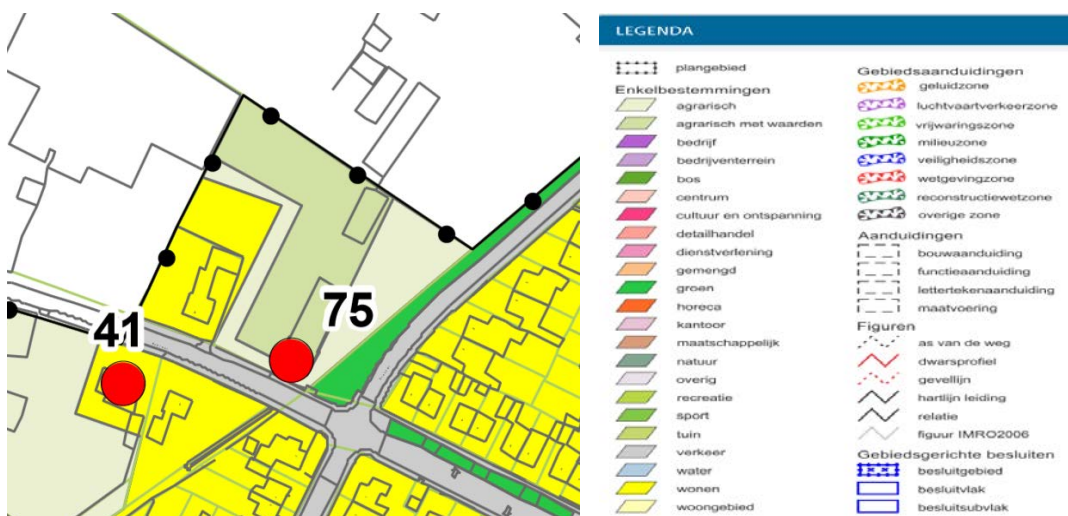 41
75
LEGENDA
plangebied
Enkelbestemmingen
agrarisch
agrarisch met waarden
bedrijf
bedrijventerrein
bos
centrum
cultuur en ontspanning
detailhandel
dienstverlening
gemengd
groen
horeca
kantoor
maatschappelijk
natuur
overig
recreatie
sport
tuin
verkeer
water
wonen
woongebied
Gebiedsaanduidingen
geluidzone
luchtvaartverkeerzone
vrijwaringszone
milieuzone
veiligheidszone
wetgevingzone
reconstructiewetzone
overige zone
Aanduidingen
bouwaanduiding
functieaanduiding
lettertekenaanduiding
maatvoering
Figuren
as van de weg
dwarsprofiel
gevellijn
hartlijn leiding
relatie
figuur IMRO2006
Gebiedsgerichte besluiten
besluitgebied
besluitvlak
besluitsubvlak